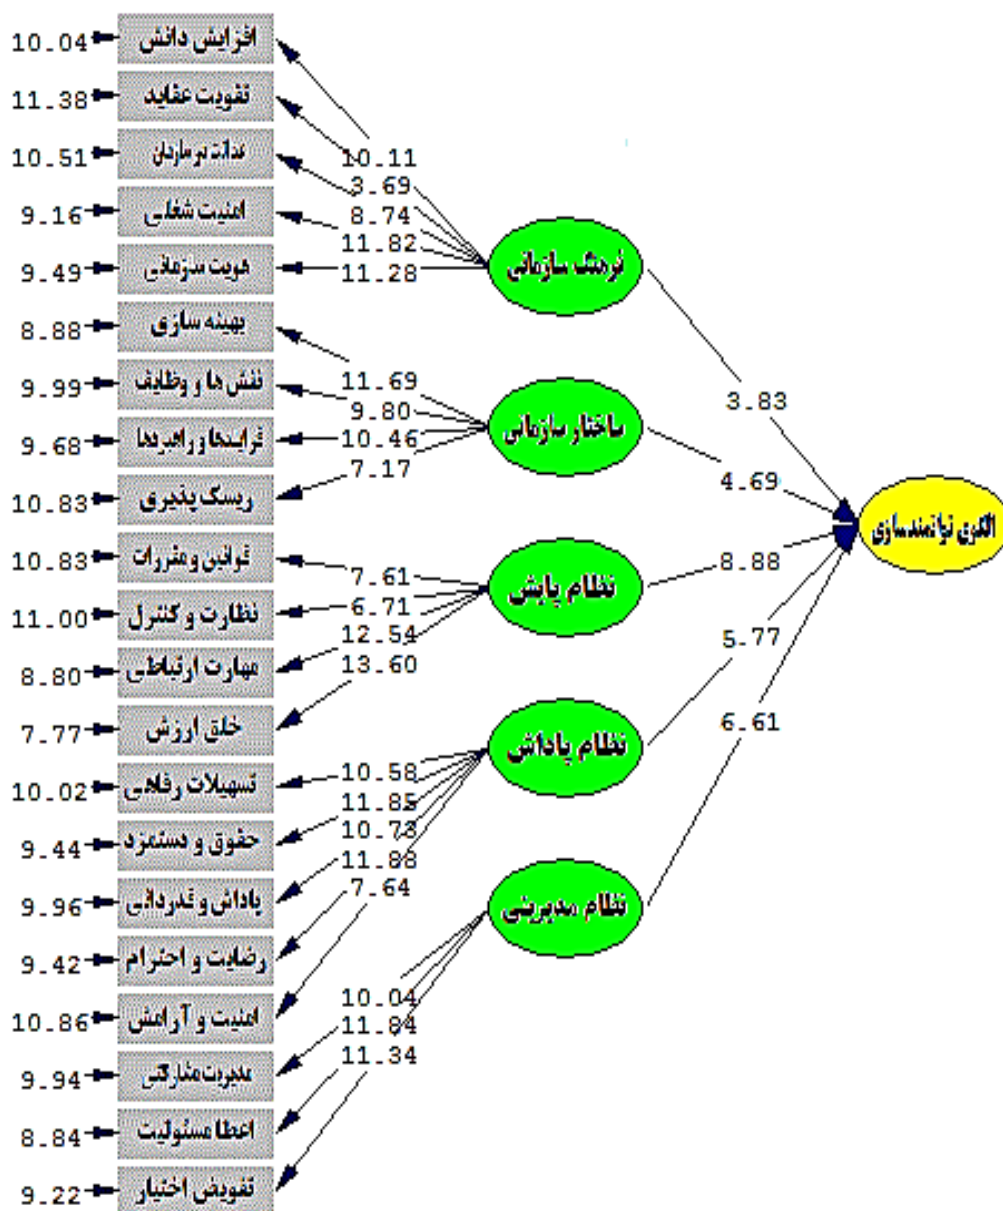 10.04 افزایش دانش
11.38 تقویت عقاید
10.51 عدالت در سازمان
9.16 امنیت شغلی
9.49 هویت سازمانی
8.88 بهینه سازی
9.99 نقش ها و وظایف
9.68 فرایندها و راهبردها
10.83 ریسک پذیری
10.83 قوانین و مقررات
11.00 نظارت و کنترل
8.80 مهارت ارتباطی
7.77 خلق ارزش
10.02 تسهیلات رفاهی
9.44 حقوق و دستمزد
9.96 پاداش و قدردانی
9.42 رضایت و احترام
10.86 امنیت و آرامش
9.94 مدیریت مشارکتی
8.84 اعطا مسئولیت
9.22 تفویض اختیار
10.11
3.69
8.74
11.82
11.28
11.69
9.80
10.46
7.17
7.61
6.71
12.54
13.60
10.58
11.85
10.73
11.88
7.64
10.04
11.84
11.34
فرهنگ سازمانی
ساختار سازمانی
نظام پایش
نظام پاداش
نظام مدیریتی
3.83
4.69
8.88
5.77
6.61
الگوی توانمندسازی